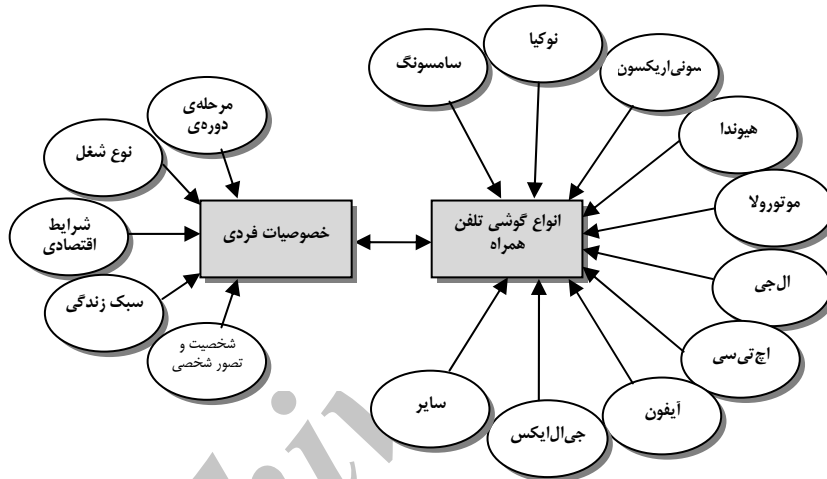 نوکیا
سونی‌اریکسون
سامسونگ
هیوندا
موتورولا
ال‌جی
اچ‌تی‌سی
آیفون
جی‌ال‌ایکس
سایر
انواع گوشی تلفن
همراه
خصوصیات فردی
مرحله‌ی
دوره‌ی
نوع شغل
شرایط
اقتصادی
سبک زندگی
شخصیت و
تصور شخصی